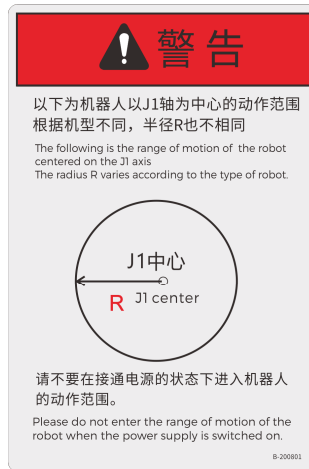 警告
以下为机器人以J1轴为中心的动作范围
根据机型不同，半径R也不相同
The following is the range of motion of the robot
centered on the J1 axis
The radius R varies according to the type of robot.
J1中心
R J1 center
请不要在接通电源的状态下进入机器人
的动作范围。
Please do not enter the range of motion of the
robot when the power supply is switched on.
B-200801